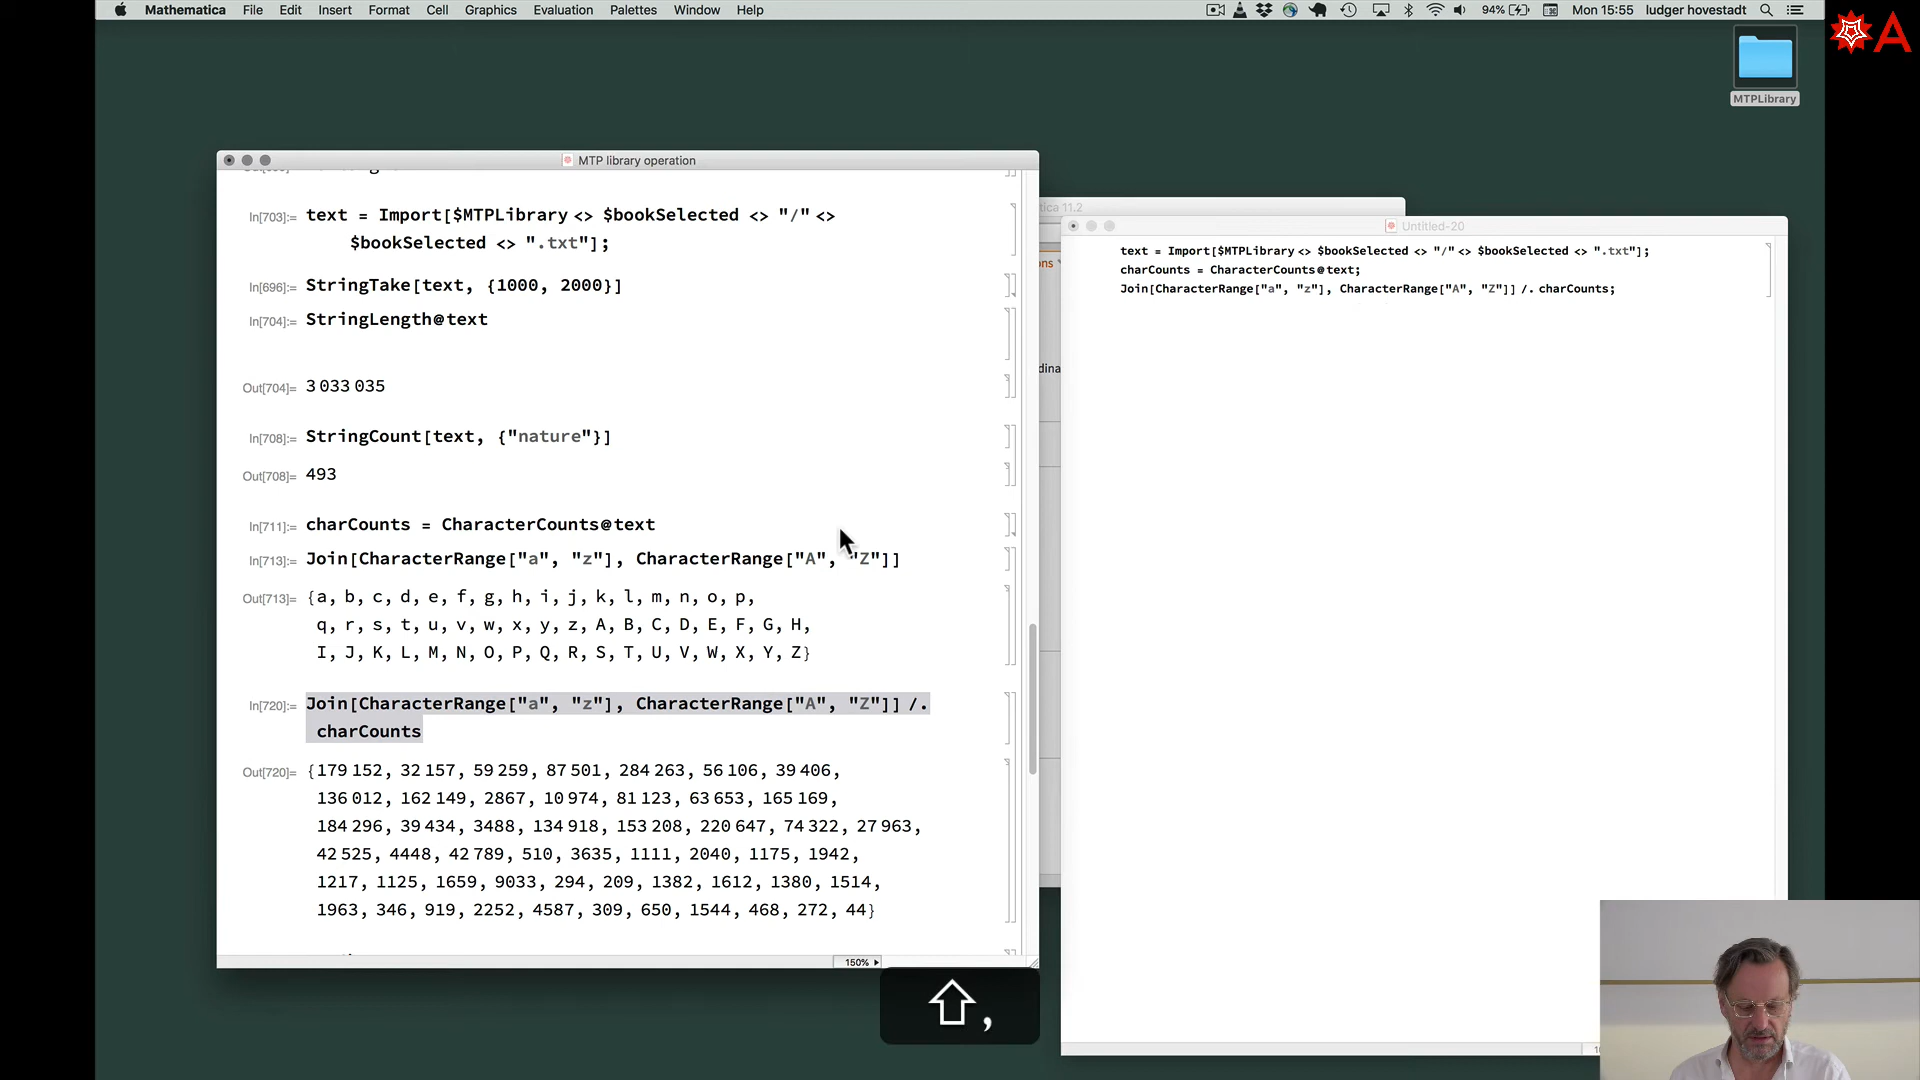 Mathematica File Edit Insert Format Cell Graphics Evaluation Palettes Window Help
94% Mon 15:55 ludger hovestadt
A
MTPLibrary
MTP library operation
In[703]:= text = Import[$MTPLibrary <> $bookSelected <> "/" <>
$bookSelected <> ".txt"];
In[696]:= StringTake[text, {1000, 2000}]
In[704]:= StringLength@text
Out[704]= 3 033 035
In[708]:= StringCount[text, {"nature"}]
Out[708]= 493
In[711]:= charCounts = CharacterCounts@text
In[713]:= Join[CharacterRange["a", "z"], CharacterRange["A", "Z"]]
Out[713]= {a, b, c, d, e, f, g, h, i, j, k, l, m, n, o, p,
q, r, s, t, u, v, w, x, y, z, A, B, C, D, E, F, G, H,
I, J, K, L, M, N, O, P, Q, R, S, T, U, V, W, X, Y, Z}
In[720]:= Join[CharacterRange["a", "z"], CharacterRange["A", "Z"]] /.
charCounts
Out[720]= {179 152, 32 157, 59 259, 87 501, 284 263, 56 106, 39 406,
136 012, 162 149, 2867, 10 974, 81 123, 63 653, 165 169,
184 296, 39 434, 3488, 134 918, 153 208, 220 647, 74 322, 27 963,
42 525, 4448, 42 789, 510, 3635, 1111, 2040, 1175, 1942,
1217, 1125, 1659, 9033, 294, 209, 1382, 1612, 1380, 1514,
1963, 346, 919, 2252, 4587, 309, 650, 1544, 468, 272, 44}
150%
⇧,
tica 11.2
ons
dina
Untitled-20
text = Import[$MTPLibrary <> $bookSelected <> "/" <> $bookSelected <> ".txt"];
charCounts = CharacterCounts@text;
Join[CharacterRange["a", "z"], CharacterRange["A", "Z"]] /. charCounts;